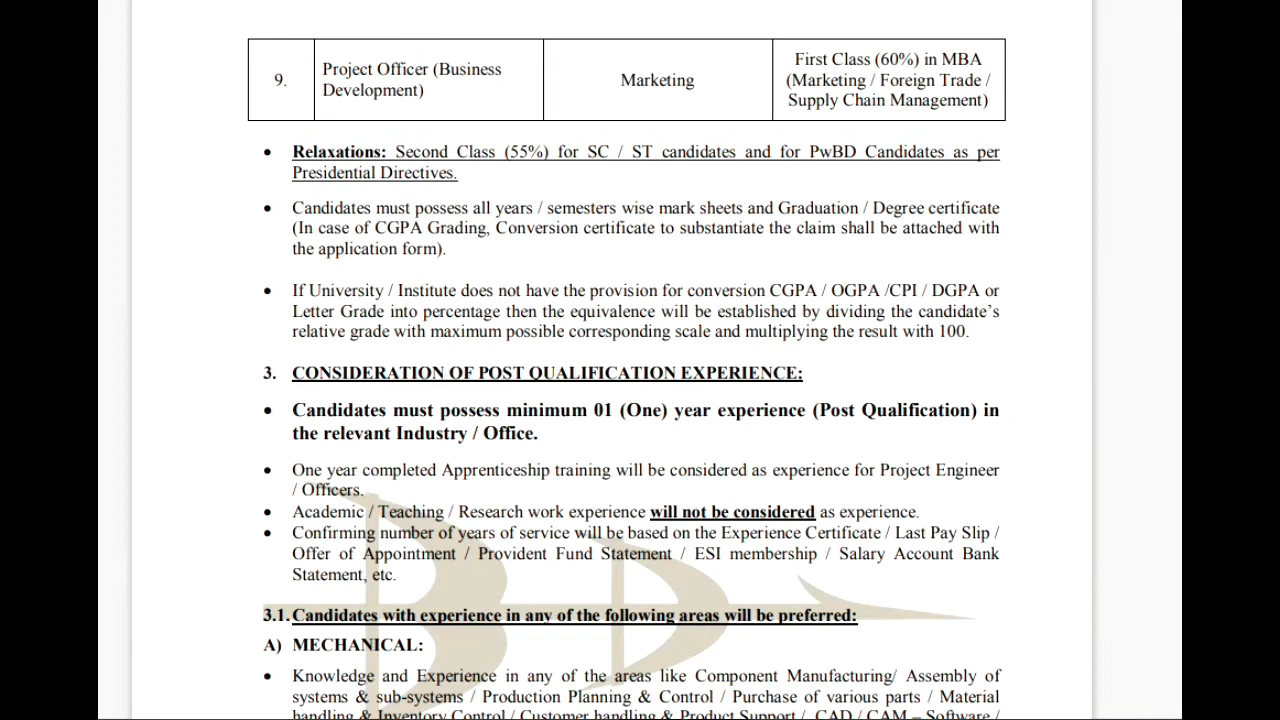 9.
Project Officer (Business
Development)
Marketing
First Class (60%) in MBA
(Marketing / Foreign Trade /
Supply Chain Management)
• Relaxations: Second Class (55%) for SC / ST candidates and for PwBD Candidates as per
Presidential Directives.
• Candidates must possess all years / semesters wise mark sheets and Graduation / Degree certificate
(In case of CGPA Grading, Conversion certificate to substantiate the claim shall be attached with
the application form).
• If University / Institute does not have the provision for conversion CGPA / OGPA /CPI / DGPA or
Letter Grade into percentage then the equivalence will be established by dividing the candidate's
relative grade with maximum possible corresponding scale and multiplying the result with 100.
3. CONSIDERATION OF POST QUALIFICATION EXPERIENCE:
• Candidates must possess minimum 01 (One) year experience (Post Qualification) in
the relevant Industry / Office.
• One year completed Apprenticeship training will be considered as experience for Project Engineer
/ Officers.
• Academic / Teaching / Research work experience will not be considered as experience.
• Confirming number of years of service will be based on the Experience Certificate / Last Pay Slip /
Offer of Appointment / Provident Fund Statement / ESI membership / Salary Account Bank
Statement, etc.
3.1. Candidates with experience in any of the following areas will be preferred:
A) MECHANICAL:
• Knowledge and Experience in any of the areas like Component Manufacturing/ Assembly of
systems & sub-systems / Production Planning & Control / Purchase of various parts / Material
handling & Inventory Control / Customer handling & Product Support / CAD / CAM – Software /